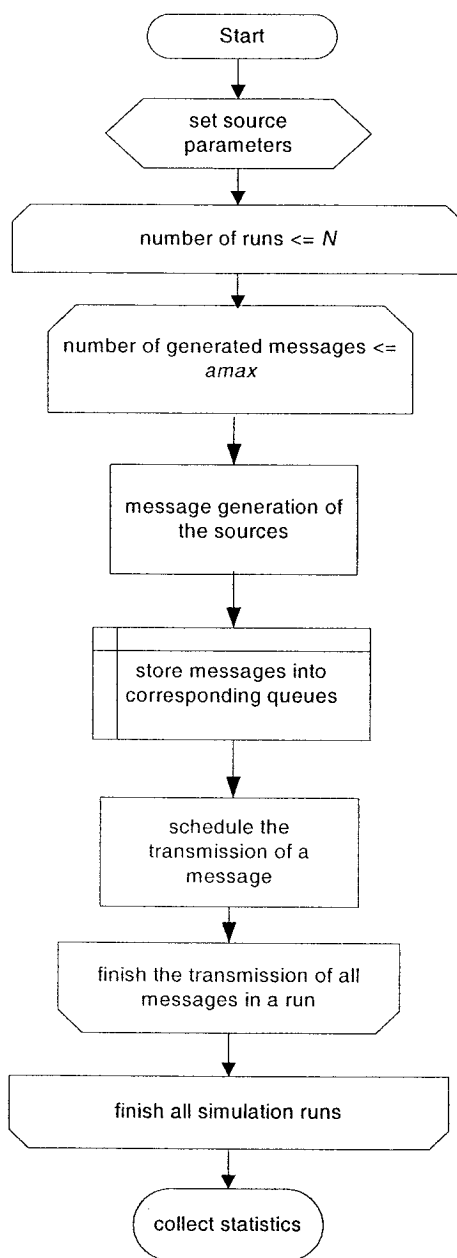 Start
set source
parameters
number of runs <= N
number of generated messages <=
amax
message generation of
the sources
store messages into
corresponding queues
schedule the
transmission of a
message
finish the transmission of all
messages in a run
finish all simulation runs
collect statistics